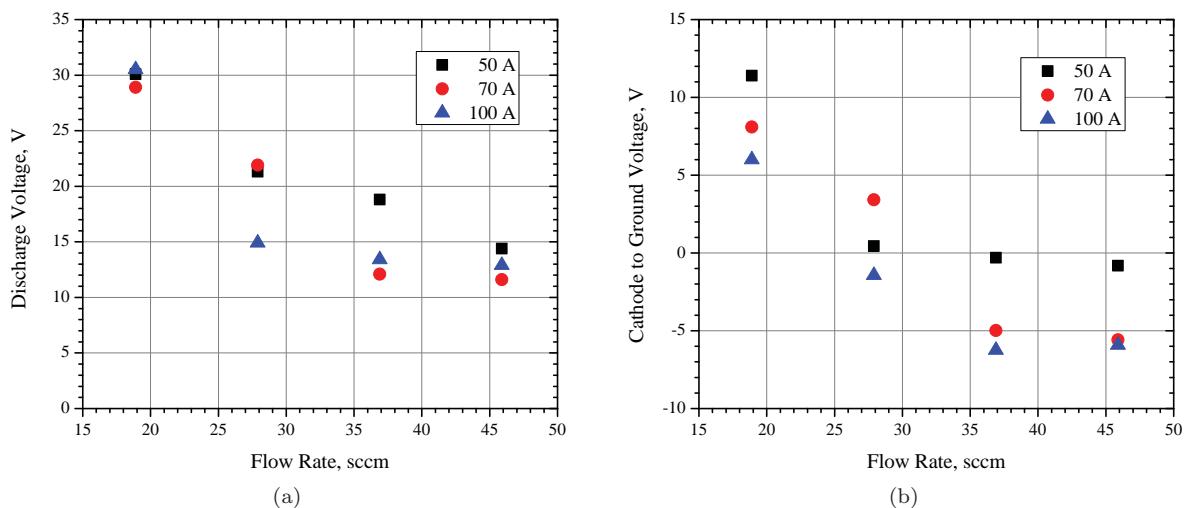 35
30
25
20
15
10
5
0
Discharge Voltage, V
50 A
70 A
100 A
15 20 25 30 35 40 45 50
Flow Rate, sccm
(a)
15
10
5
0
-5
-10
Cathode to Ground Voltage, V
50 A
70 A
100 A
15 20 25 30 35 40 45 50
Flow Rate, sccm
(b)